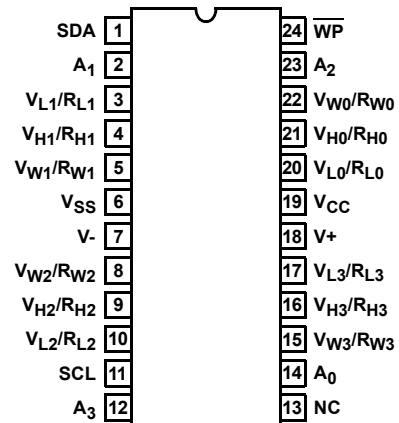 SDA 1 24 W̅P̅
A1 2 23 A2
VL1/RL1 3 22 VW0/RW0
VH1/RH1 4 21 VH0/RH0
VW1/RW1 5 20 VL0/RL0
VSS 6 19 VCC
V- 7 18 V+
VW2/RW2 8 17 VL3/RL3
VH2/RH2 9 16 VH3/RH3
VL2/RL2 10 15 VW3/RW3
SCL 11 14 A0
A3 12 13 NC